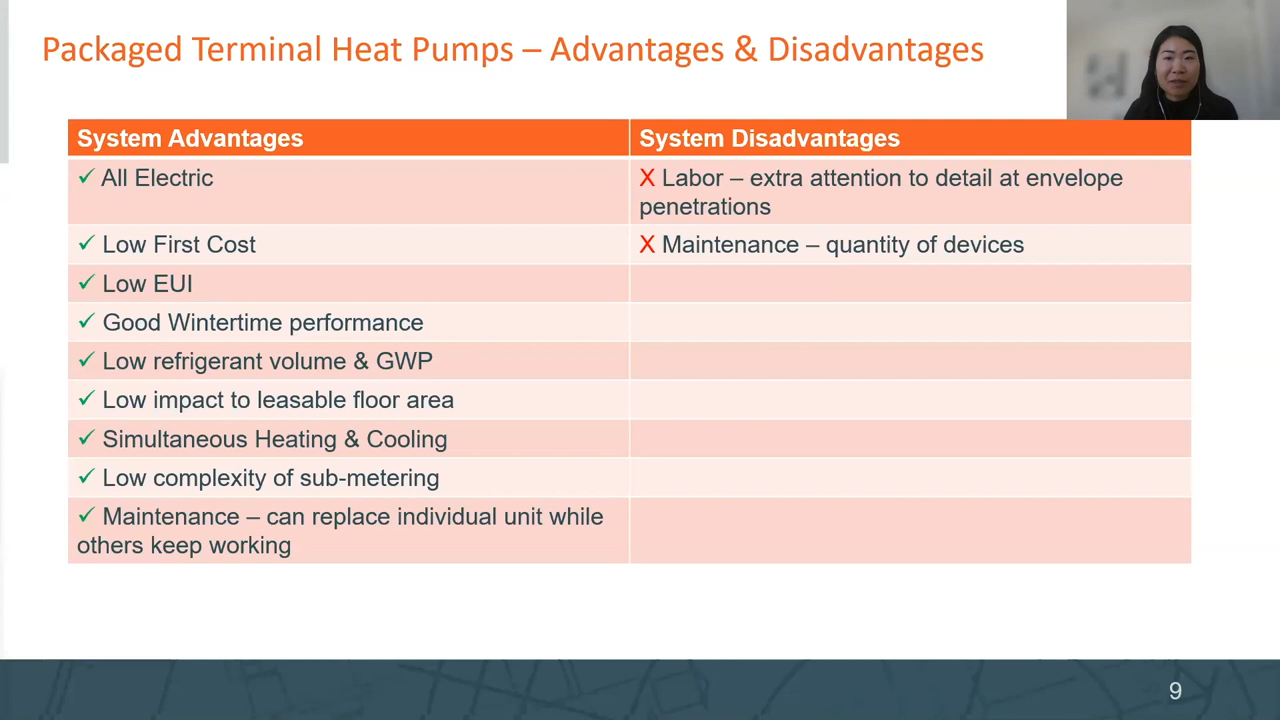 Packaged Terminal Heat Pumps – Advantages & Disadvantages
System Advantages
System Disadvantages
✓ All Electric
X Labor – extra attention to detail at envelope
penetrations
✓ Low First Cost
X Maintenance – quantity of devices
✓ Low EUI
✓ Good Wintertime performance
✓ Low refrigerant volume & GWP
✓ Low impact to leasable floor area
✓ Simultaneous Heating & Cooling
✓ Low complexity of sub-metering
✓ Maintenance – can replace individual unit while
others keep working
9